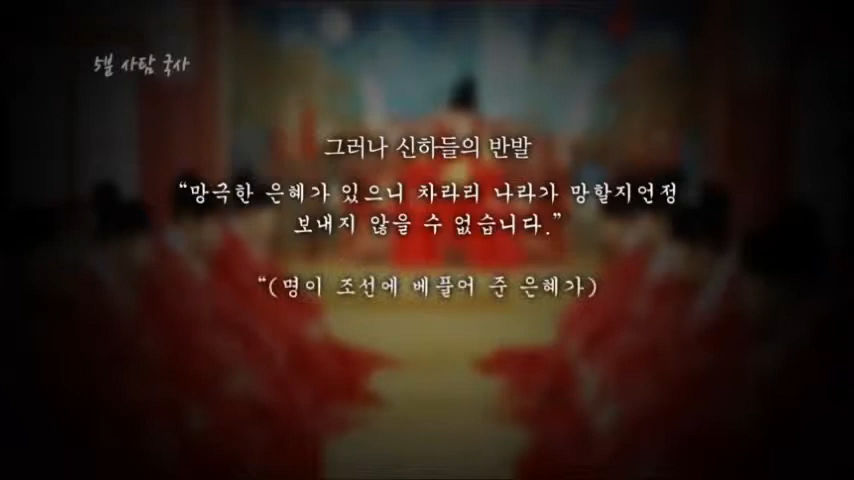 5분 사탐 국사
그러나 신하들의 반발
“망극한 은혜가 있으니 차라리 나라가 망할지언정
보내지 않을 수 없습니다.”
“(명이 조선에 베플어 준 은혜가)